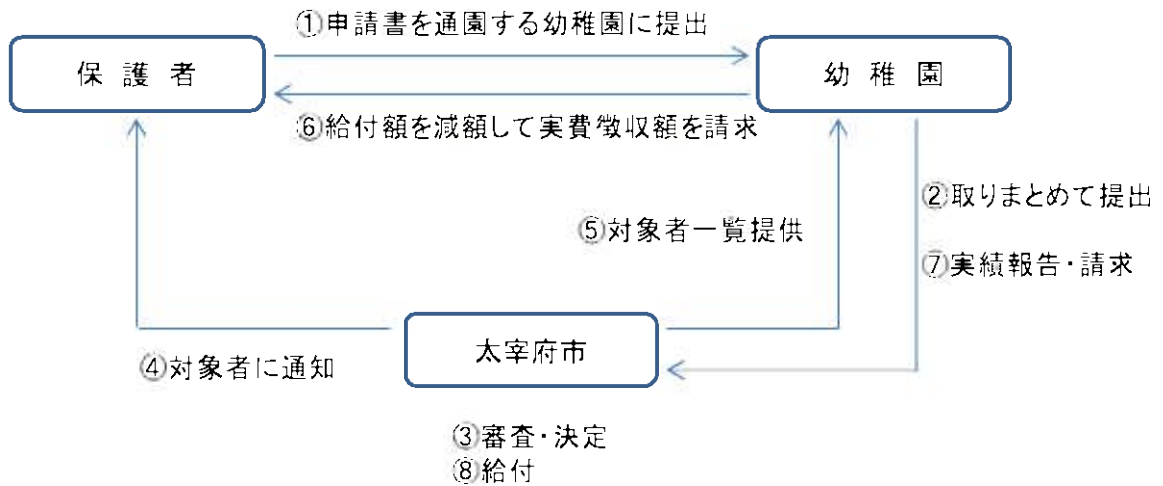 ①申請書を通園する幼稚園に提出
保護者
幼稚園
⑥給付額を減額して実費徴収額を請求
②取りまとめて提出
⑤対象者一覧提供
⑦実績報告・請求
太宰府市
④対象者に通知
③審査・決定
⑧給付